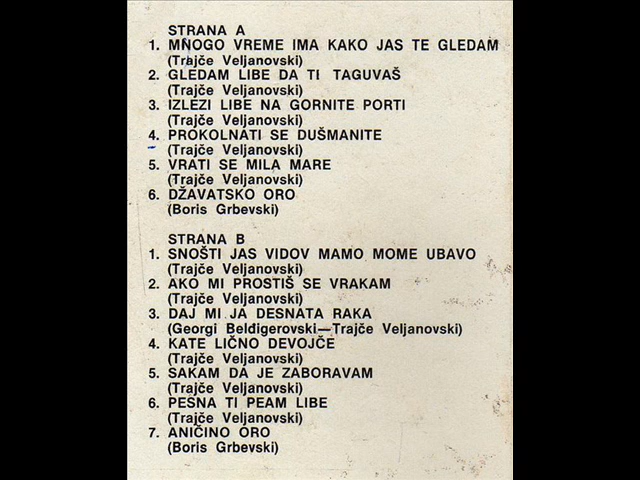 STRANA A
1. MNOGO VREME IMA KAKO JAS TE GLEDAM
(Trajče Veljanovski)
2. GLEDAM LIBE DA TI TAGUVAŠ
(Trajče Veljanovski)
3. IZLEZI LIBE NA GORNITE PORTI
(Trajče Veljanovski)
4. PROKOLNATI SE DUŠMANITE
(Trajče Veljanovski)
5. VRATI SE MILA MARE
(Trajče Veljanovski)
6. DŽAVATSKO ORO
(Boris Grbevski)
STRANA B
1. SNOŠTI JAS VIDOV MAMO MOME UBAVO
(Trajče Veljanovski)
2. AKO MI PROSTIŠ SE VRAKAM
(Trajče Veljanovski)
3. DAJ MI JA DESNATA RAKA
(Georgi Belđigerovski—Trajče Veljanovski)
4. KATE LIČNO DEVOJČE
(Trajče Veljanovski)
5. SAKAM DA JE ZABORAVAM
(Trajče Veljanovski)
6. PESNA TI PEAM LIBE
(Trajče Veljanovski)
7. ANIČINO ORO
(Boris Grbevski)